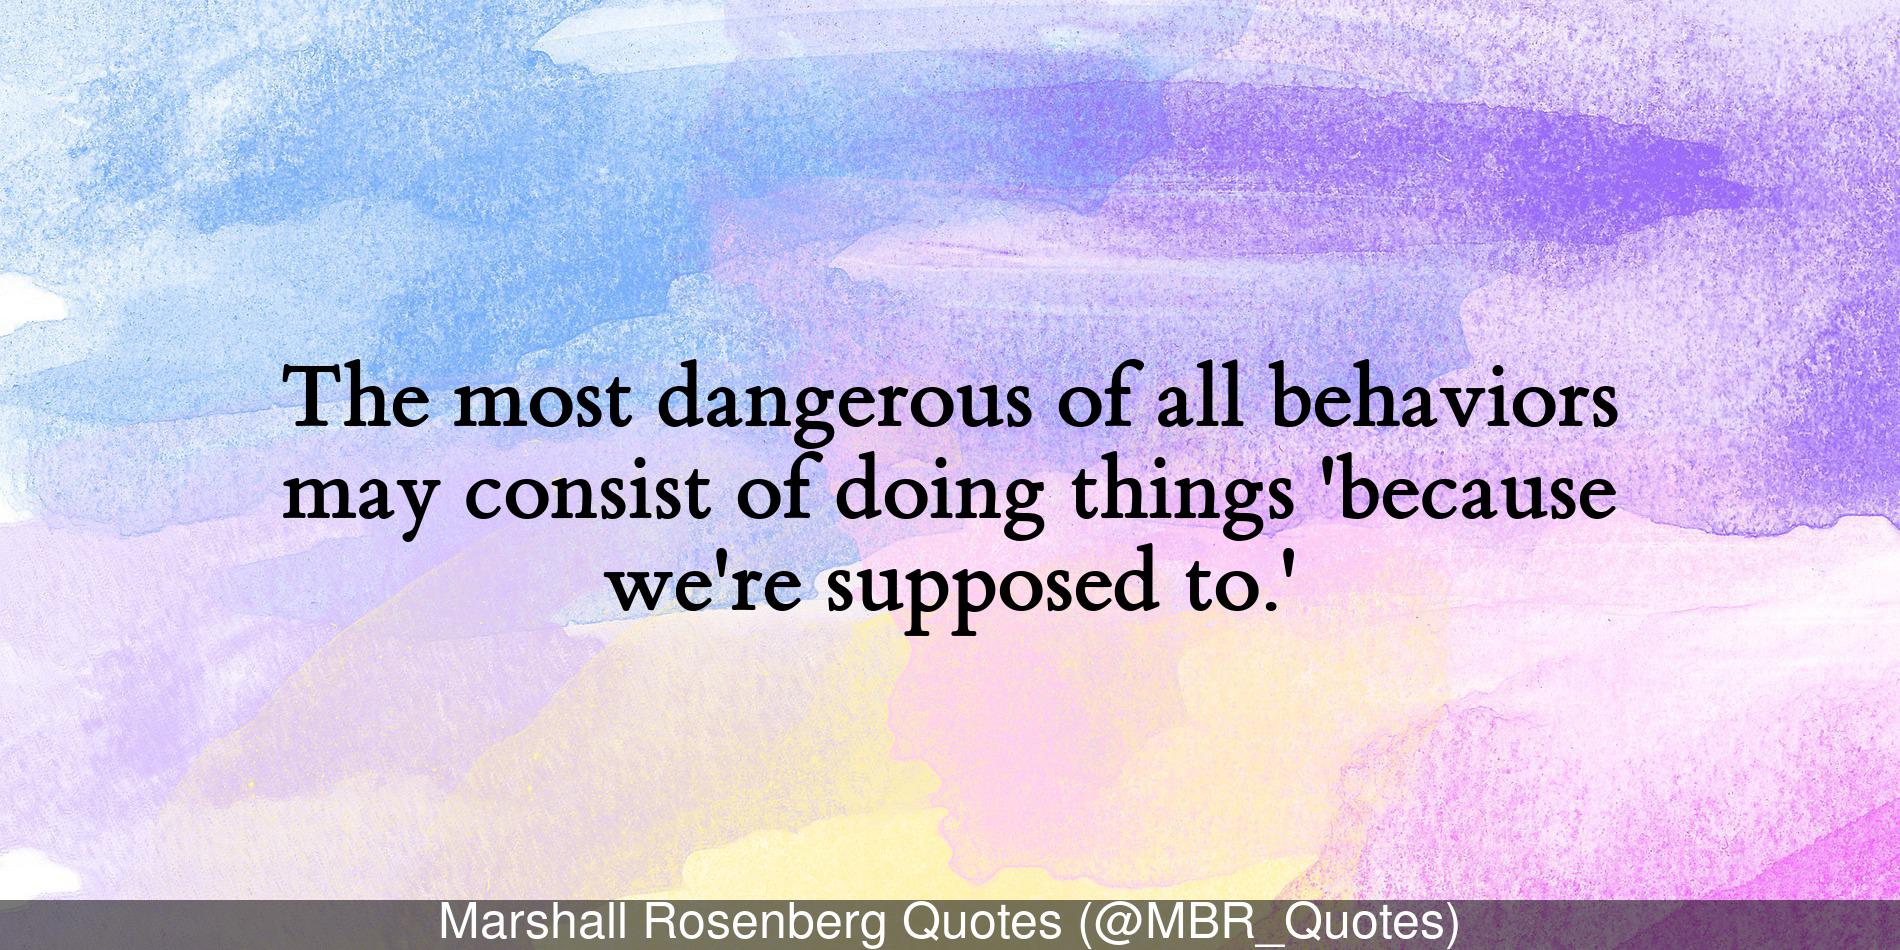 The most dangerous of all behaviors
may consist of doing things 'because
we're supposed to.'
Marshall Rosenberg Quotes (@MBR_Quotes)